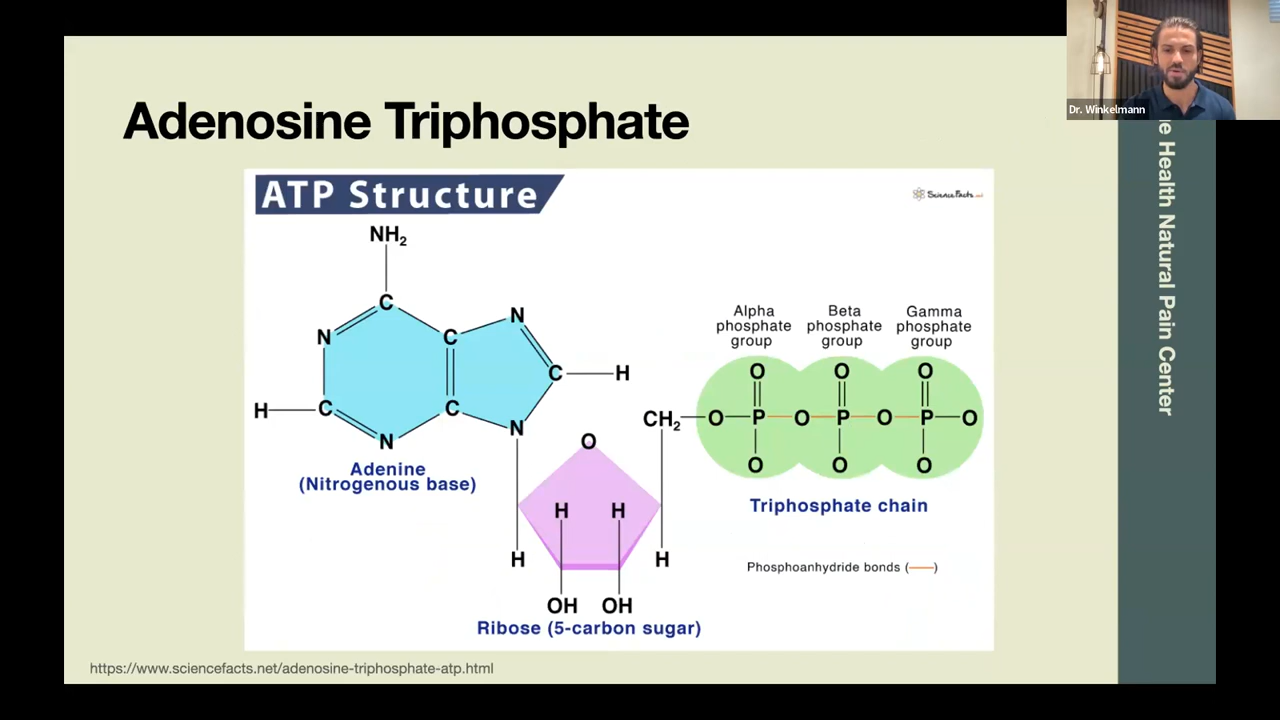 Dr. Winkelmann
Adenosine Triphosphate
Health Natural Pain Center
ATP Structure
ScienceFacts.net
NH2
C
N
C
N
C
H
H
C
C
N
N
Adenine
(Nitrogenous base)
O
H
H
H
H
OH
OH
Ribose (5-carbon sugar)
CH2
Alpha
phosphate
group
Beta
phosphate
group
Gamma
phosphate
group
O
O
O
O
P
O
P
O
P
O
O
O
O
Triphosphate chain
Phosphoanhydride bonds ( )
https://www.sciencefacts.net/adenosine-triphosphate-atp.html